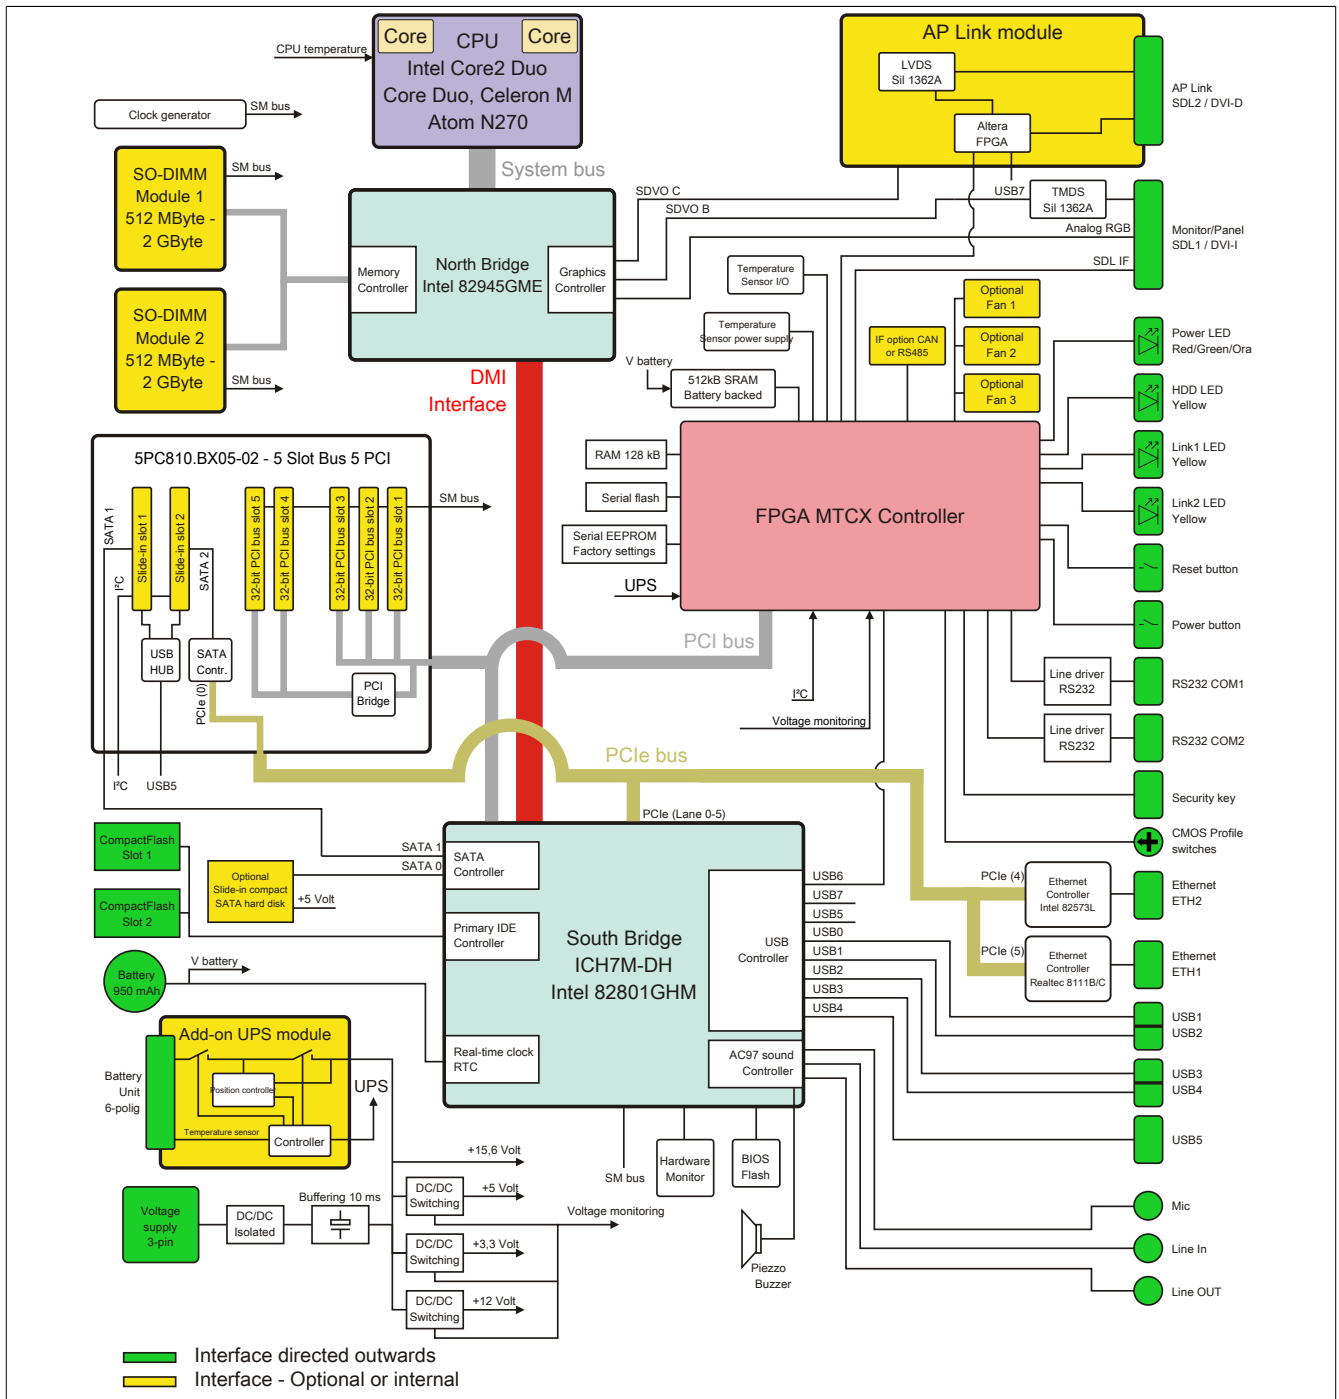 Core
Core
CPU
Intel Core2 Duo
Core Duo, Celeron M
Atom N270
CPU temperature
Clock generator
SM bus
System bus
SO-DIMM
Module 1
512 MByte -
2 GByte
SM bus
SO-DIMM
Module 2
512 MByte -
2 GByte
SM bus
Memory
Controller
North Bridge
Intel 82945GME
Graphics
Controller
SDVO C
SDVO B
Analog RGB
SDL IF
AP Link module
LVDS
Sil 1362A
Altera
FPGA
USB7
TMDS
Sil 1362A
AP Link
SDL2 / DVI-D
Monitor/Panel
SDL1 / DVI-I
DMI
Interface
Temperature
Sensor I/O
Temperature
Sensor power supply
V battery
512kB SRAM
Battery backed
IF option CAN
or RS485
Optional
Fan 1
Optional
Fan 2
Optional
Fan 3
Power LED
Red/Green/Ora
HDD LED
Yellow
Link1 LED
Yellow
Link2 LED
Yellow
Reset button
Power button
RAM 128 kB
Serial flash
Serial EEPROM
Factory settings
UPS
FPGA MTCX Controller
5PC810.BX05-02 - 5 Slot Bus 5 PCI
SATA 1
I²C
Slide-in slot 1
Slide-in slot 2
SATA 2
32-bit PCI bus slot 5
32-bit PCI bus slot 4
32-bit PCI bus slot 3
32-bit PCI bus slot 2
32-bit PCI bus slot 1
SM bus
USB
HUB
SATA
Contr.
PCIe (0)
PCI
Bridge
I²C
USB5
PCI bus
I²C
Voltage monitoring
Line driver
RS232
RS232 COM1
Line driver
RS232
RS232 COM2
Security key
CMOS Profile
switches
PCIe bus
PCIe (Lane 0-5)
PCIe (4)
Ethernet
Controller
Intel 82573L
Ethernet
ETH2
PCIe (5)
Ethernet
Controller
Realtec 8111B/C
Ethernet
ETH1
CompactFlash
Slot 1
CompactFlash
Slot 2
Optional
Slide-in compact
SATA hard disk
+5 Volt
SATA 1
SATA 0
SATA
Controller
Primary IDE
Controller
South Bridge
ICH7M-DH
Intel 82801GHM
USB
Controller
USB6
USB7
USB5
USB0
USB1
USB2
USB3
USB4
Battery
950 mAh
V battery
Real-time clock
RTC
AC97 sound
Controller
USB1
USB2
USB3
USB4
USB5
Add-on UPS module
Battery
Unit
6-polig
Position controller
Temperature sensor
Controller
UPS
SM bus
Hardware
Monitor
BIOS
Flash
Piezzo
Buzzer
Voltage
supply
3-pin
DC/DC
Isolated
Buffering 10 ms
+15,6 Volt
DC/DC
Switching
+5 Volt
Voltage monitoring
DC/DC
Switching
+3,3 Volt
DC/DC
Switching
+12 Volt
Mic
Line In
Line OUT
Interface directed outwards
Interface - Optional or internal